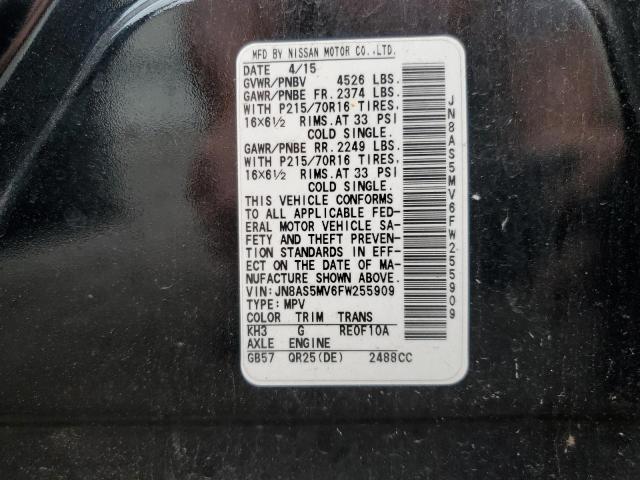 MFD BY NISSAN MOTOR CO.,LTD.
DATE 4/15
GVWR/PNBV 4526 LBS.
GAWR/PNBE FR. 2374 LBS.
WITH P215/70R16 TIRES,
16X6½ RIMS.AT 33 PSI
COLD SINGLE.
GAWR/PNBE RR. 2249 LBS.
WITH P215/70R16 TIRES,
16X6½ RIMS.AT 33 PSI
COLD SINGLE.
THIS VEHICLE CONFORMS
TO ALL APPLICABLE FED-
ERAL MOTOR VEHICLE SA-
FETY AND THEFT PREVEN-
TION STANDARDS IN EFF-
ECT ON THE DATE OF MA-
NUFACTURE SHOWN ABOVE.
VIN: JN8AS5MV6FW255909
TYPE: MPV
COLOR TRIM TRANS
KH3 G RE0F10A
AXLE ENGINE
GB57 QR25(DE) 2488CC
JN8AS5MV6FW255909